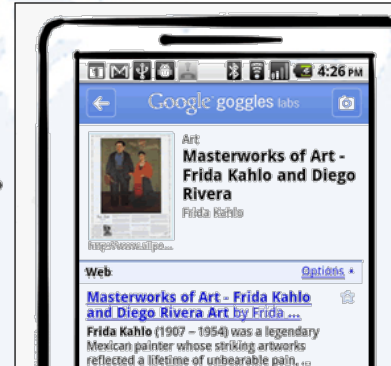 4:26 PM
Google goggles labs
Art
Masterworks of Art -
Frida Kahlo and Diego
Rivera
Frida Kahlo
Web
Options
Masterworks of Art - Frida Kahlo
and Diego Rivera Art by Frida ...
Frida Kahlo (1907 – 1954) was a legendary
Mexican painter whose striking artworks
reflected a lifetime of unbearable pain, ...